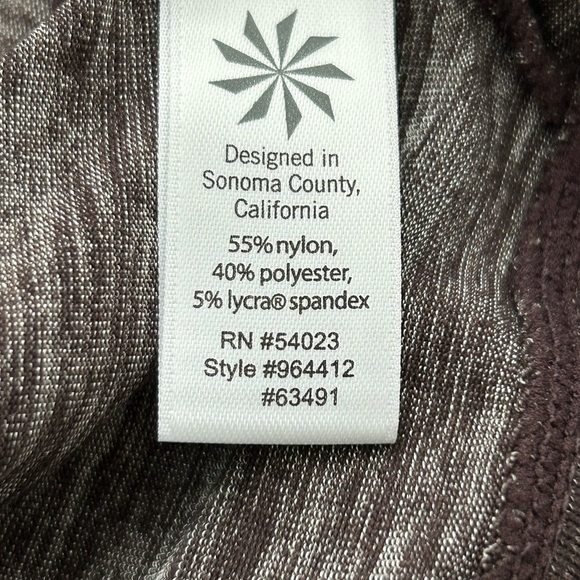 Designed in
Sonoma County,
California
55% nylon,
40% polyester,
5% lycra® spandex
RN #54023
Style #964412
#63491